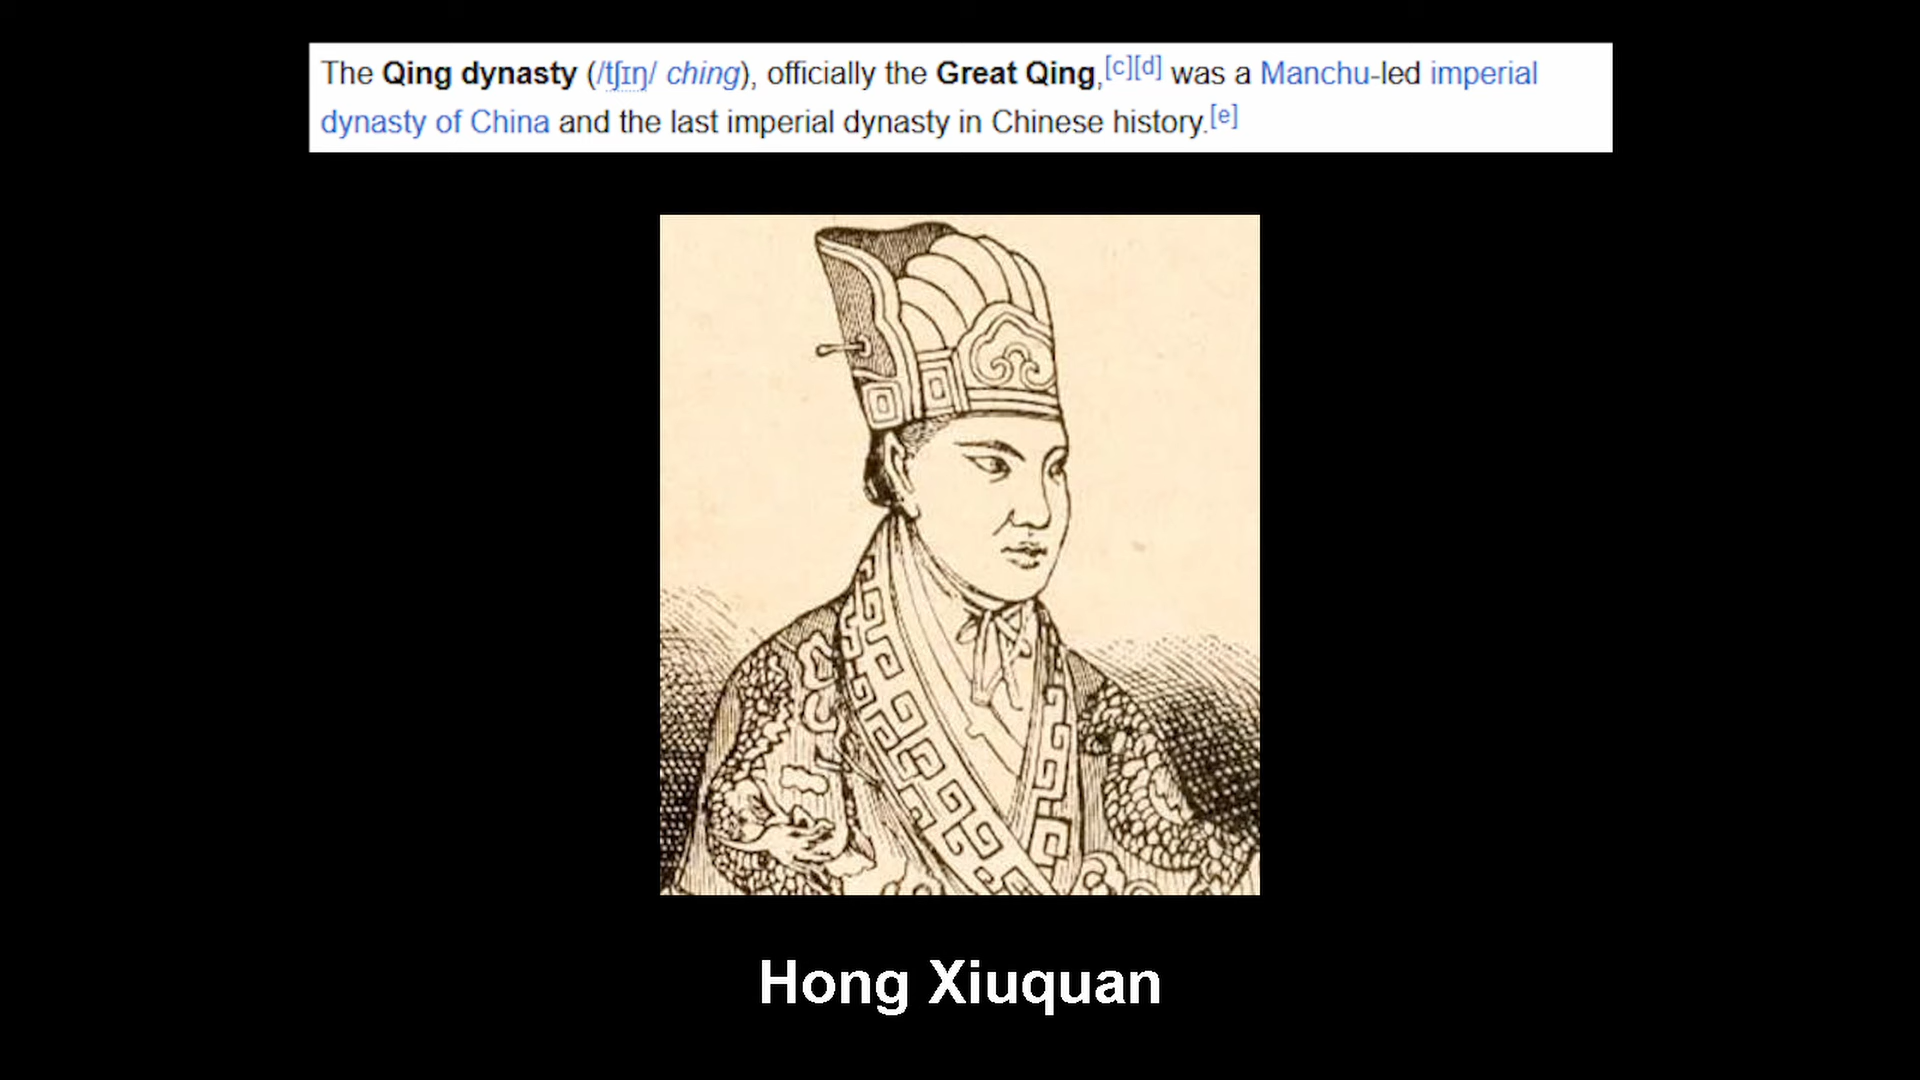 The Qing dynasty (/tʃɪŋ/ ching), officially the Great Qing,[c][d] was a Manchu-led imperial
dynasty of China and the last imperial dynasty in Chinese history.[e]
Hong Xiuquan